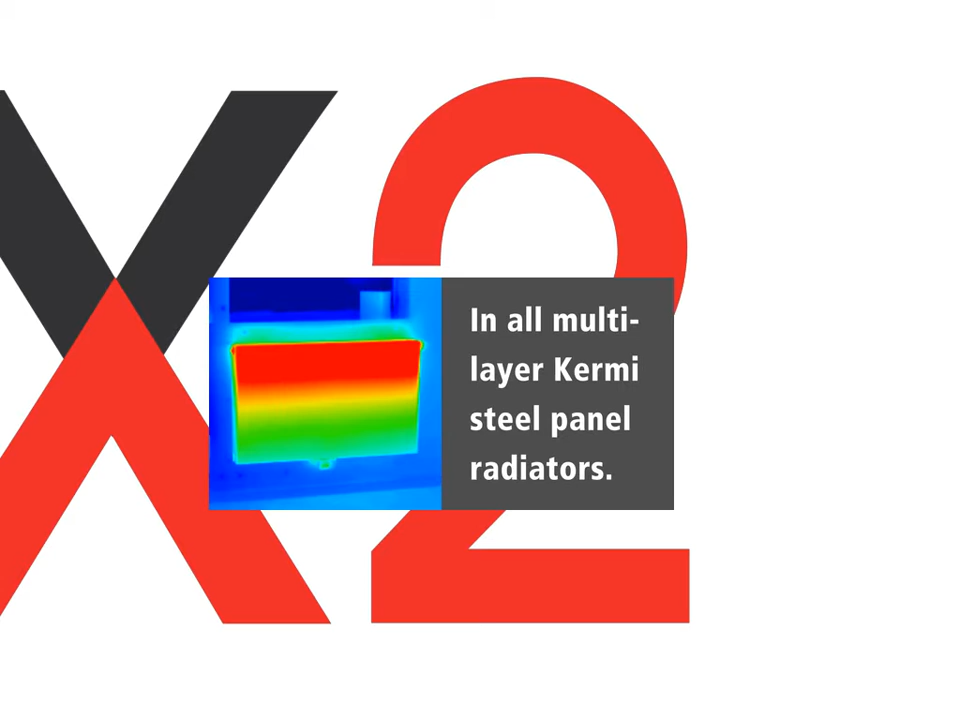 X2
In all multi-
layer Kermi
steel panel
radiators.